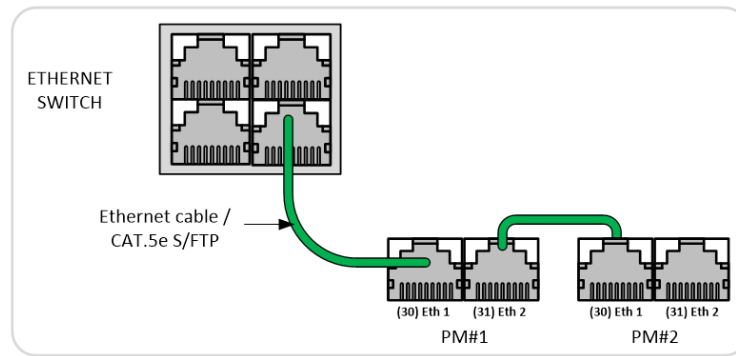 ETHERNET
SWITCH
Ethernet cable /
CAT.5e S/FTP
(30) Eth 1
(31) Eth 2
(30) Eth 1
(31) Eth 2
PM#1
PM#2